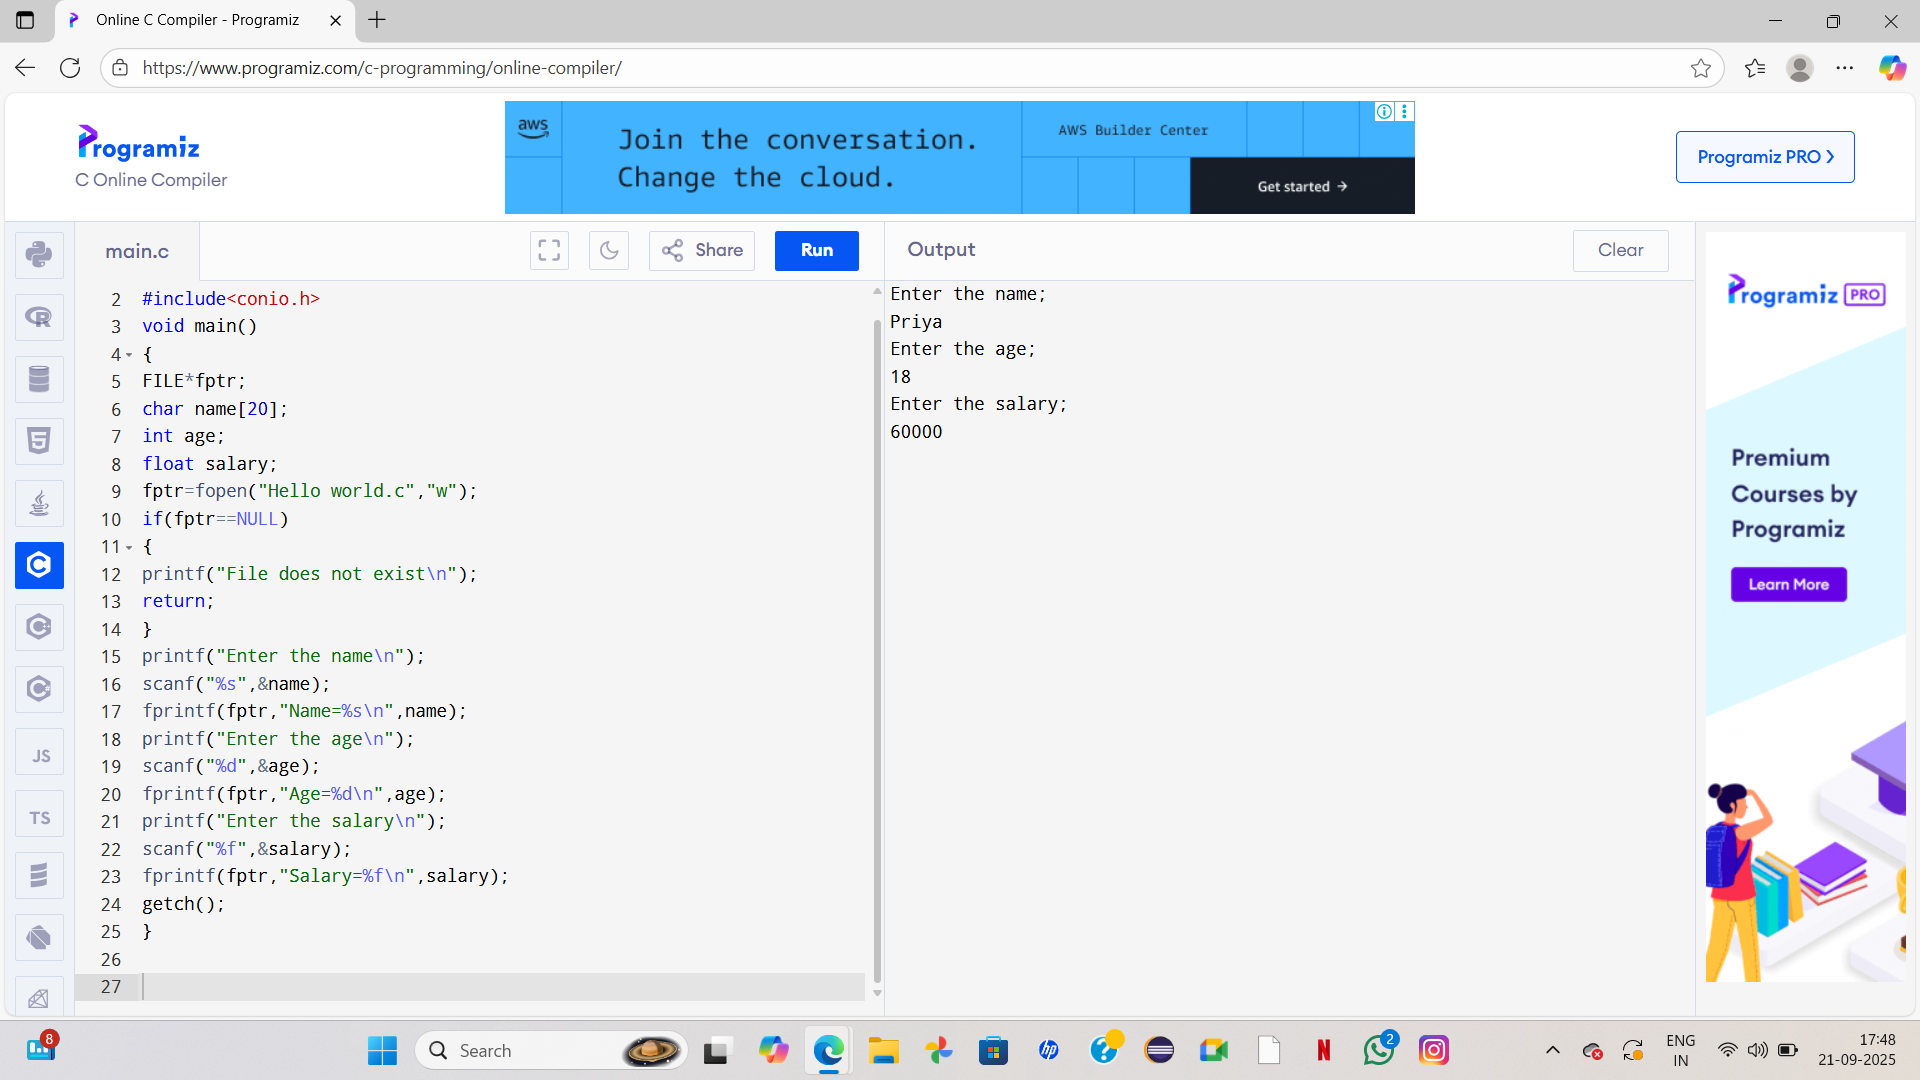 Online C Compiler - Programiz
https://www.programiz.com/c-programming/online-compiler/
Programiz
C Online Compiler
aws
Join the conversation.
Change the cloud.
AWS Builder Center
Get started →
Programiz PRO ❯
main.c
Share
Run
Output
Clear
2 #include<conio.h>
3 void main()
4 {
5 FILE*fptr;
6 char name[20];
7 int age;
8 float salary;
9 fptr=fopen("Hello world.c","w");
10 if(fptr==NULL)
11 {
12 printf("File does not exist\n");
13 return;
14 }
15 printf("Enter the name\n");
16 scanf("%s",&name);
17 fprintf(fptr,"Name=%s\n",name);
18 printf("Enter the age\n");
19 scanf("%d",&age);
20 fprintf(fptr,"Age=%d\n",age);
21 printf("Enter the salary\n");
22 scanf("%f",&salary);
23 fprintf(fptr,"Salary=%f\n",salary);
24 getch();
25 }
26
27
Enter the name;
Priya
Enter the age;
18
Enter the salary;
60000
Programiz PRO
Premium
Courses by
Programiz
Learn More
R
5
C
C
C
JS
TS
8
Search
hp
?
N
2
ENG
IN
17:48
21-09-2025